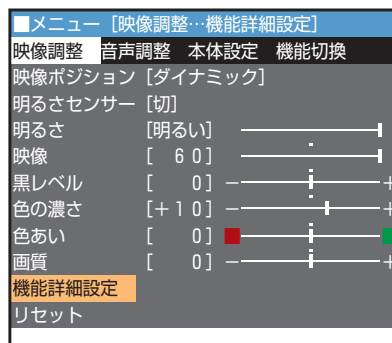 ■メニュー [映像調整…機能詳細設定]
映像調整 音声調整 本体設定 機能切換
映像ポジション [ダイナミック]
明るさセンサー [切]
明るさ [明るい]
映像 [ 60]
黒レベル [ 0] − +
色の濃さ [+10] − +
色あい [ 0]
画質 [ 0] − +
機能詳細設定
リセット